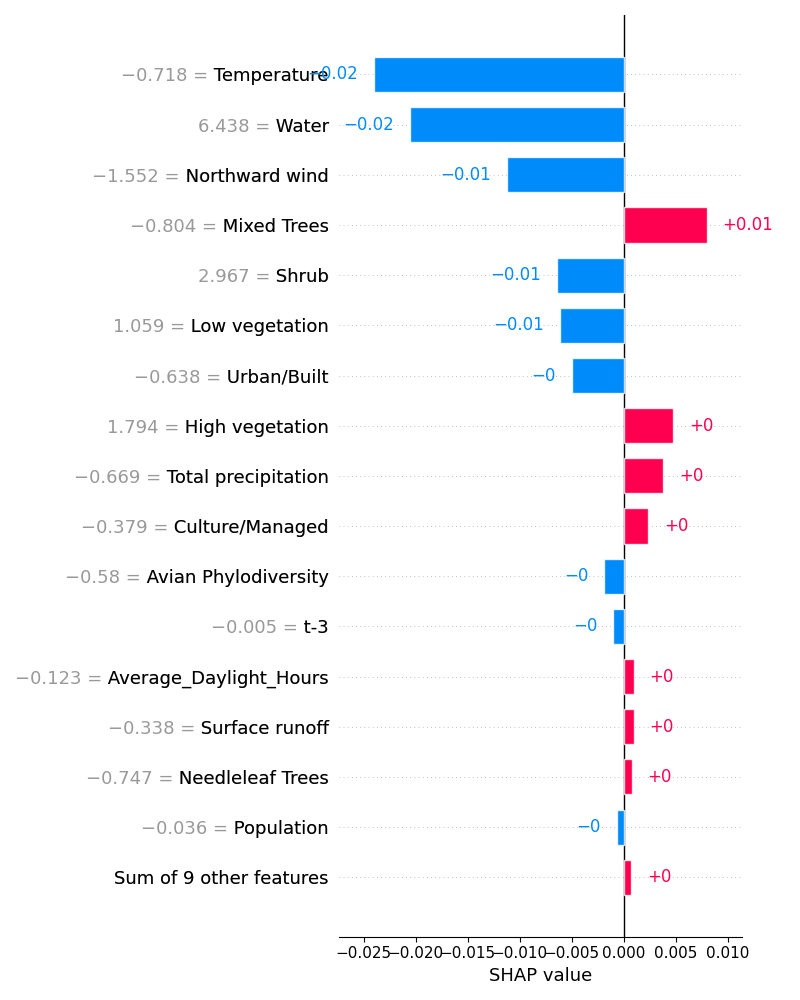 −0.718 = Temperature −0.02
6.438 = Water −0.02
−1.552 = Northward wind −0.01
−0.804 = Mixed Trees +0.01
2.967 = Shrub −0.01
1.059 = Low vegetation −0.01
−0.638 = Urban/Built −0
1.794 = High vegetation +0
−0.669 = Total precipitation +0
−0.379 = Culture/Managed +0
−0.58 = Avian Phylodiversity −0
−0.005 = t-3 −0
−0.123 = Average_Daylight_Hours +0
−0.338 = Surface runoff +0
−0.747 = Needleleaf Trees +0
−0.036 = Population −0
Sum of 9 other features +0
−0.025 −0.020 −0.015 −0.010 −0.005 0.000 0.005 0.010
SHAP value